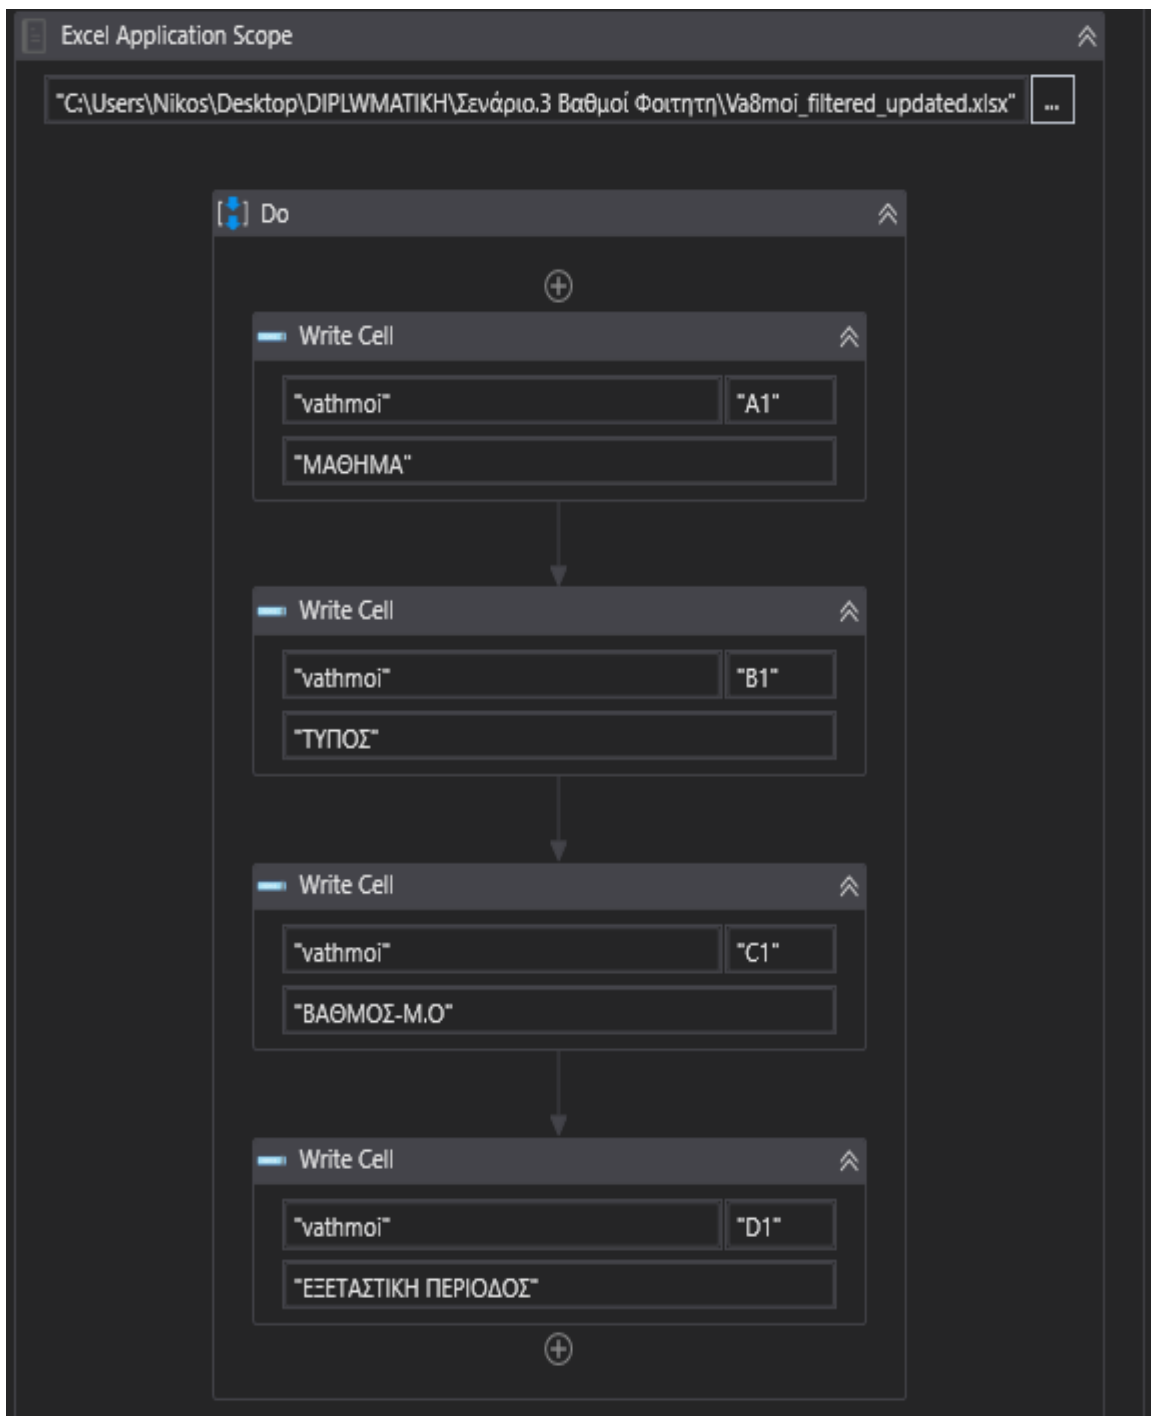 Excel Application Scope
"C:\Users\Nikos\Desktop\DIPLWMATIKH\Σενάριο.3 Βαθμοί Φοιτητη\Va8moi_filtered_updated.xlsx" ...
Do
Write Cell
"vathmoi" "A1"
"ΜΑΘΗΜΑ"
Write Cell
"vathmoi" "B1"
"ΤΥΠΟΣ"
Write Cell
"vathmoi" "C1"
"ΒΑΘΜΟΣ-Μ.Ο"
Write Cell
"vathmoi" "D1"
"ΕΞΕΤΑΣΤΙΚΗ ΠΕΡΙΟΔΟΣ"